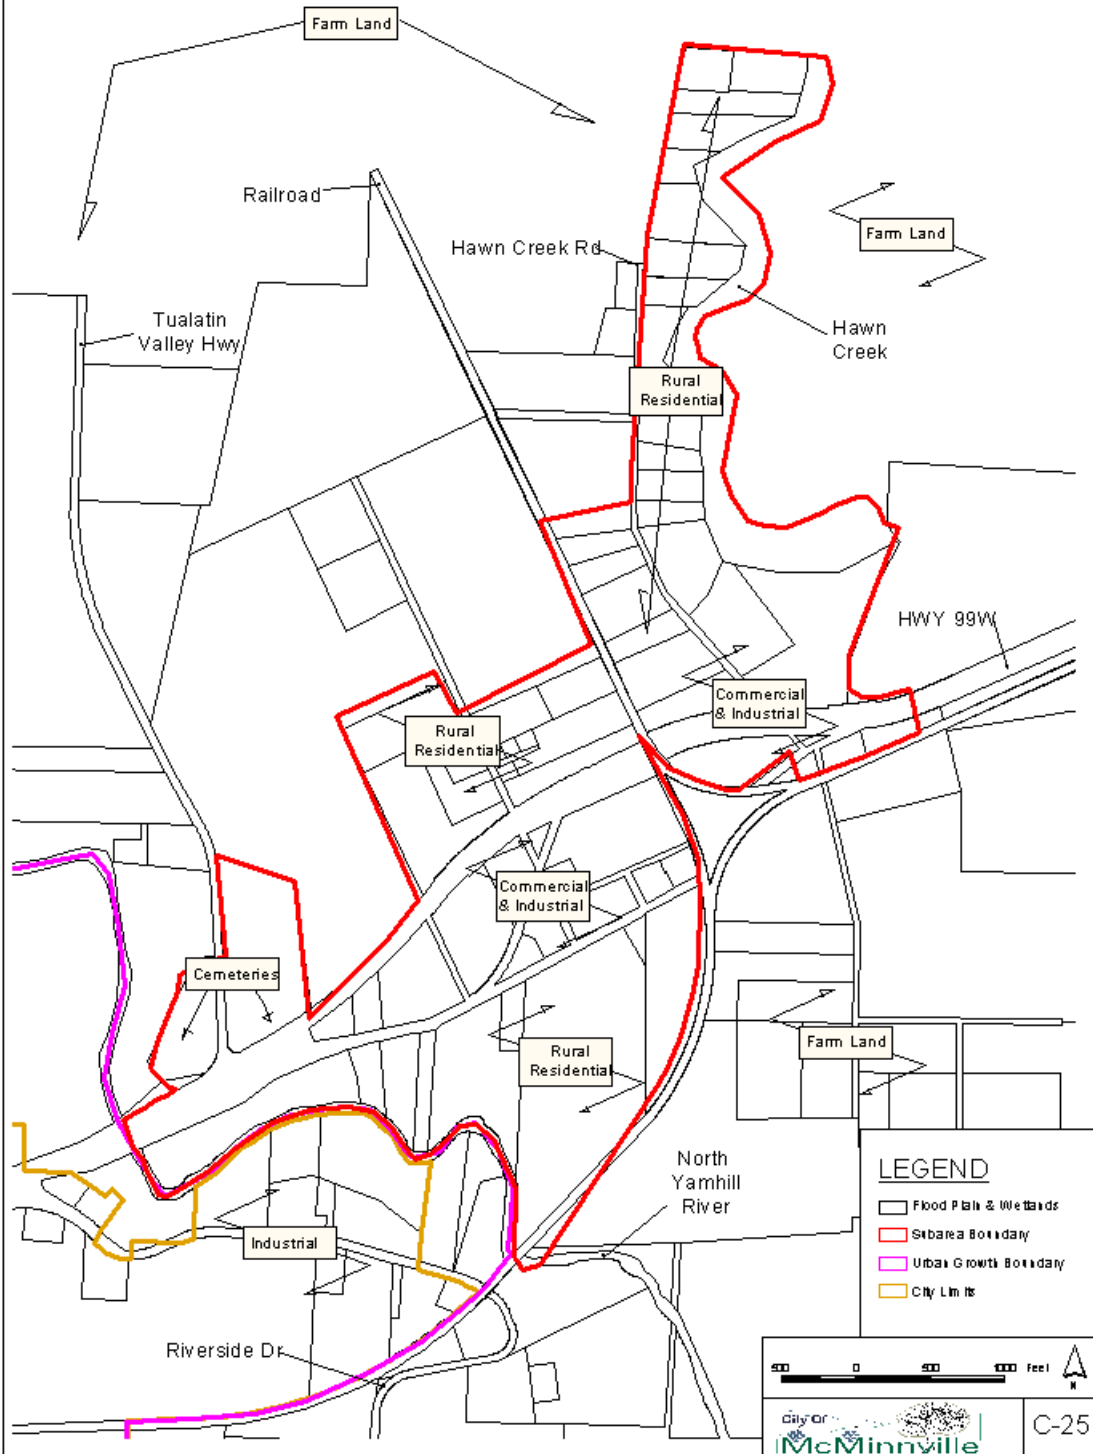 Farm Land
Railroad
Hawn Creek Rd
Farm Land
Tualatin
Valley Hwy
Hawn
Creek
Rural
Residential
HWY 99W
Commercial
& Industrial
Rural
Residential
Commercial
& Industrial
Cemeteries
Rural
Residential
Farm Land
North
Yamhill
River
Industrial
Riverside Dr
LEGEND
Flood Plain & Wetlands
Subarea Boundary
Urban Growth Boundary
City Limits
500 0 500 1000 Feet
N
City Of
McMinnville
C-25